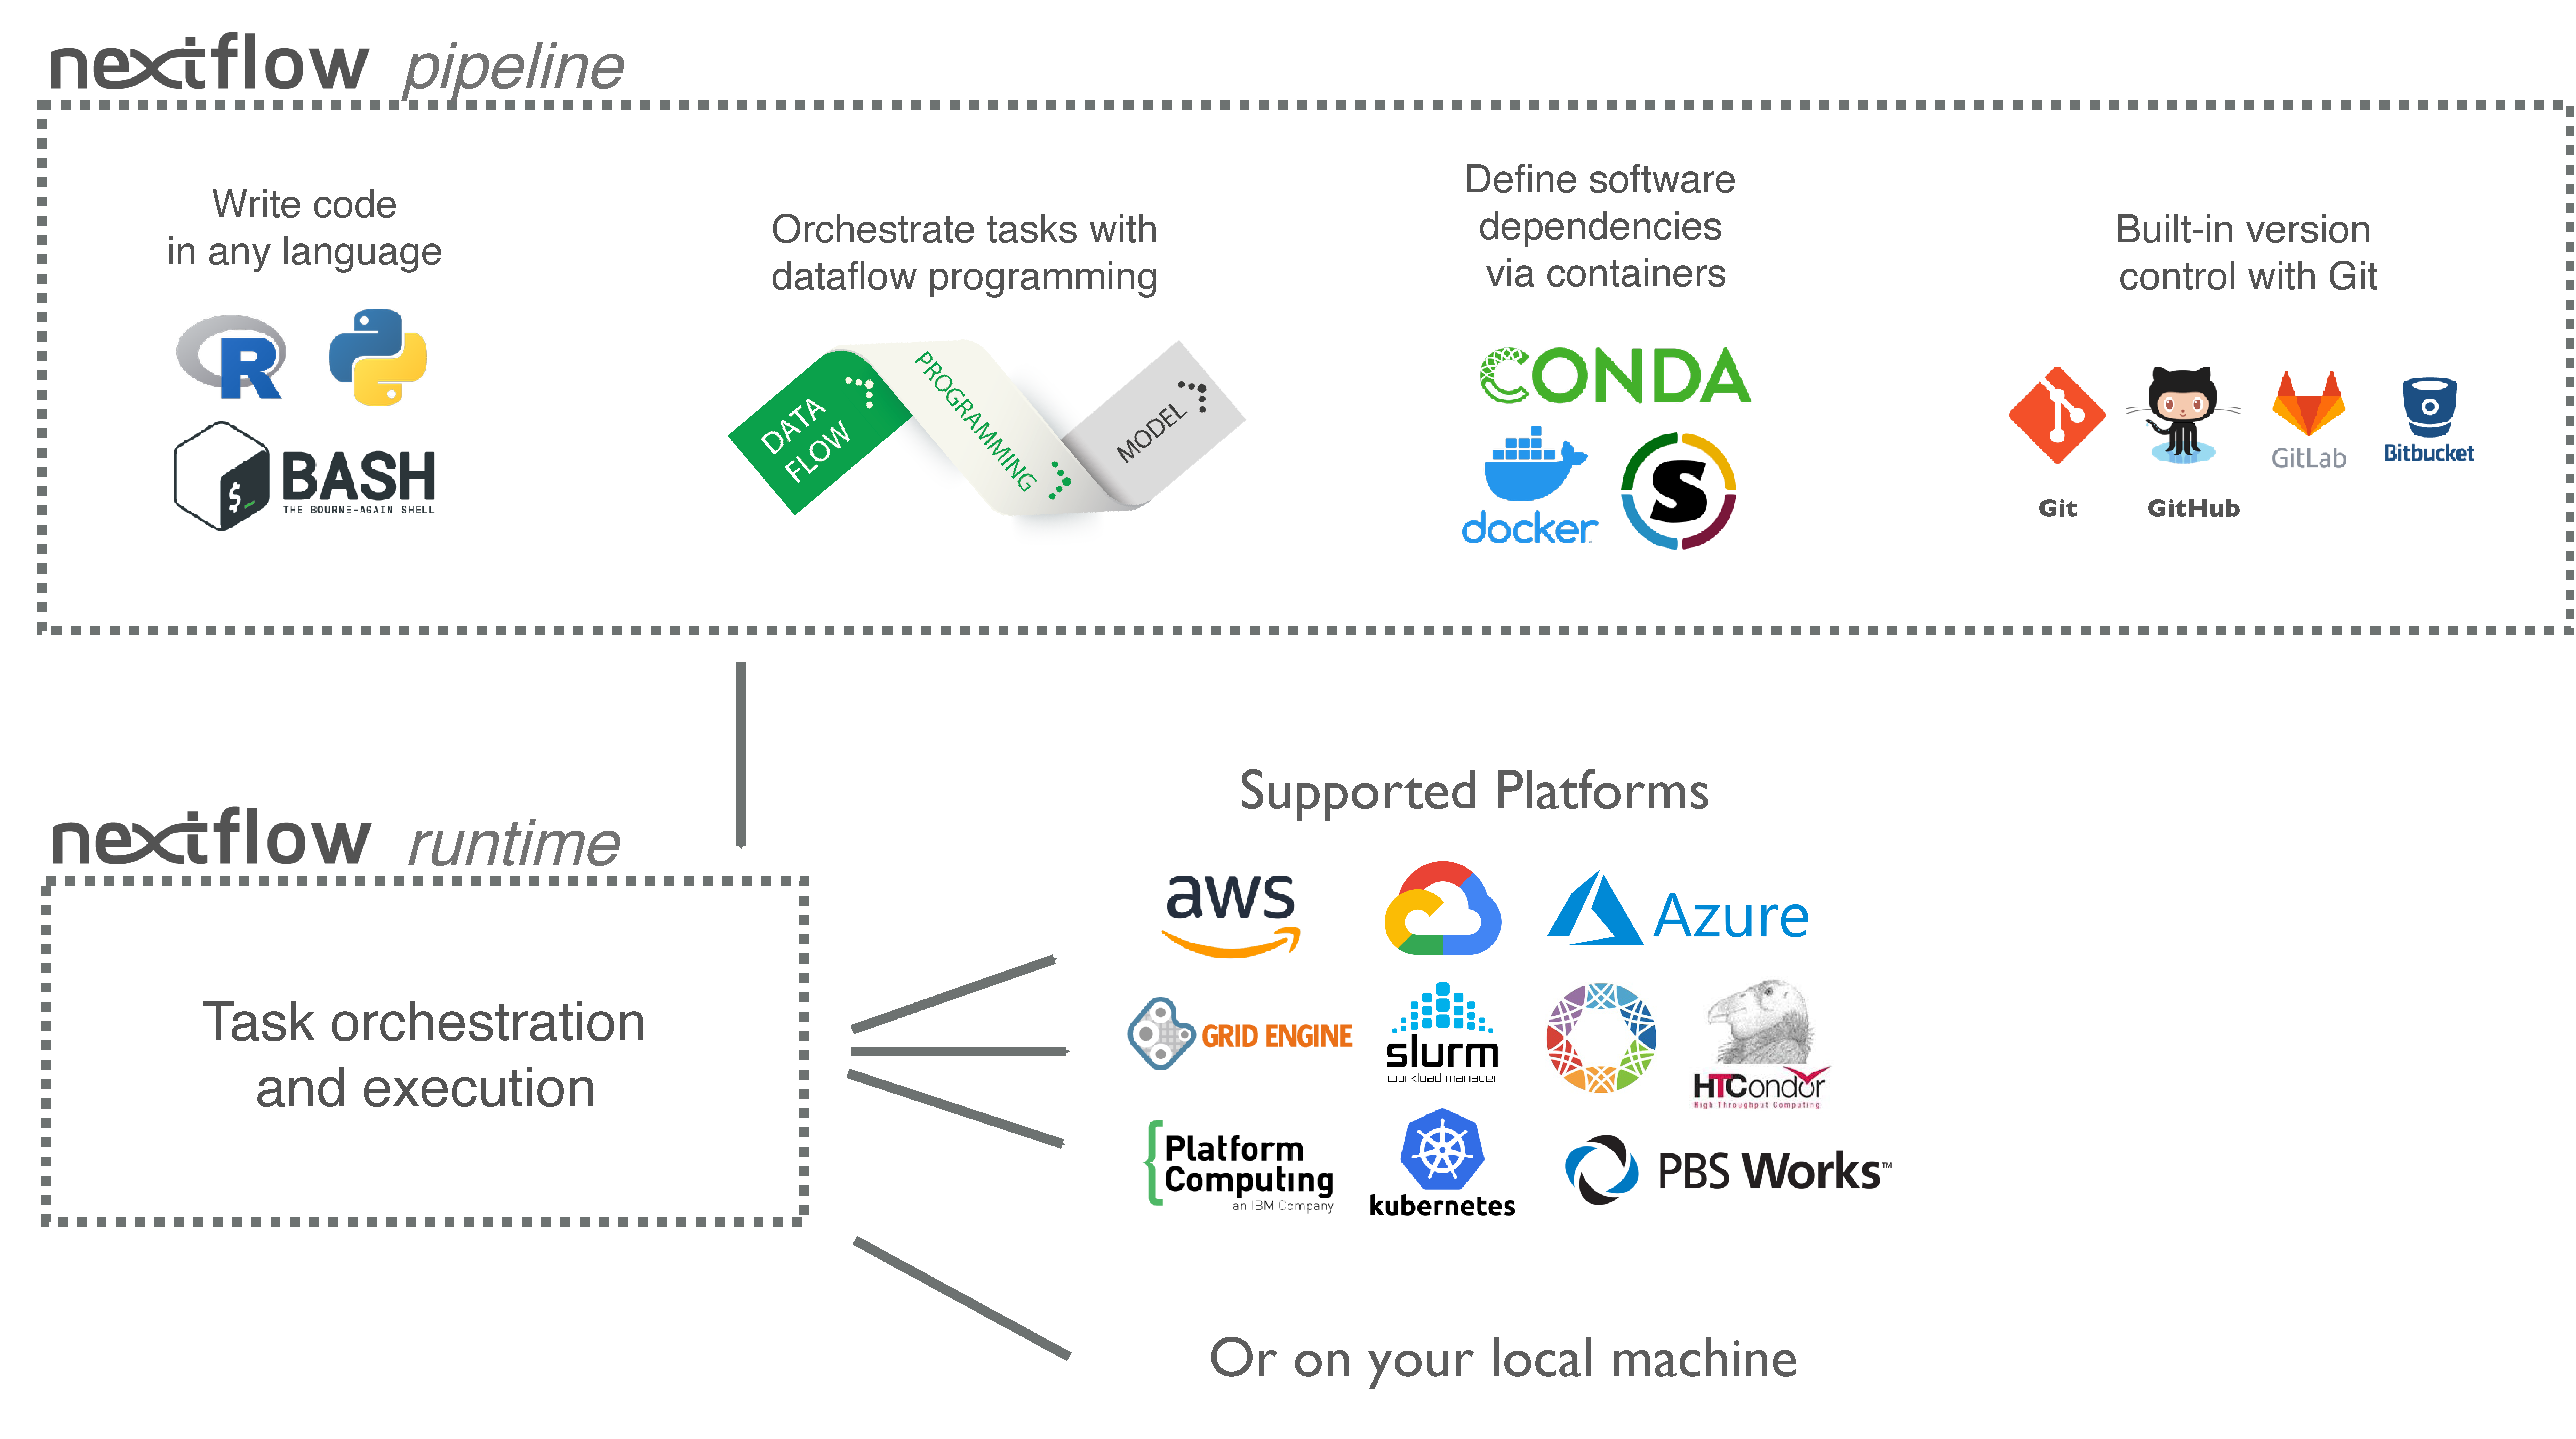 nextflow pipeline
Write code
in any language
R
BASH
THE BOURNE-AGAIN SHELL
$_
Orchestrate tasks with
dataflow programming
DATA
FLOW
PROGRAMMING
MODEL
Define software
dependencies
via containers
CONDA
docker
S
Built-in version
control with Git
Git
GitHub
GitLab
Bitbucket
nextflow runtime
Task orchestration
and execution
Supported Platforms
aws
Azure
GRID ENGINE
slurm
workload manager
HTCondor
High Throughput Computing
Platform
Computing
an IBM Company
kubernetes
PBS Works™
Or on your local machine